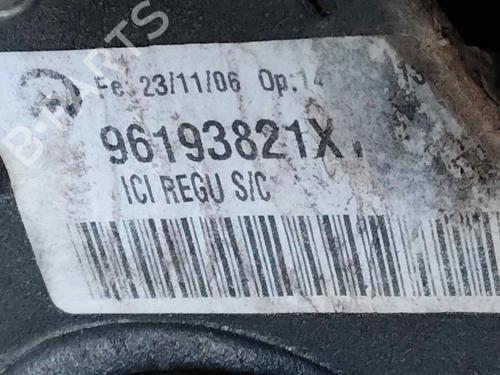 Fe. 23/11/06 Op.14
96193821X
ICI REGU S/C
B-PARTS